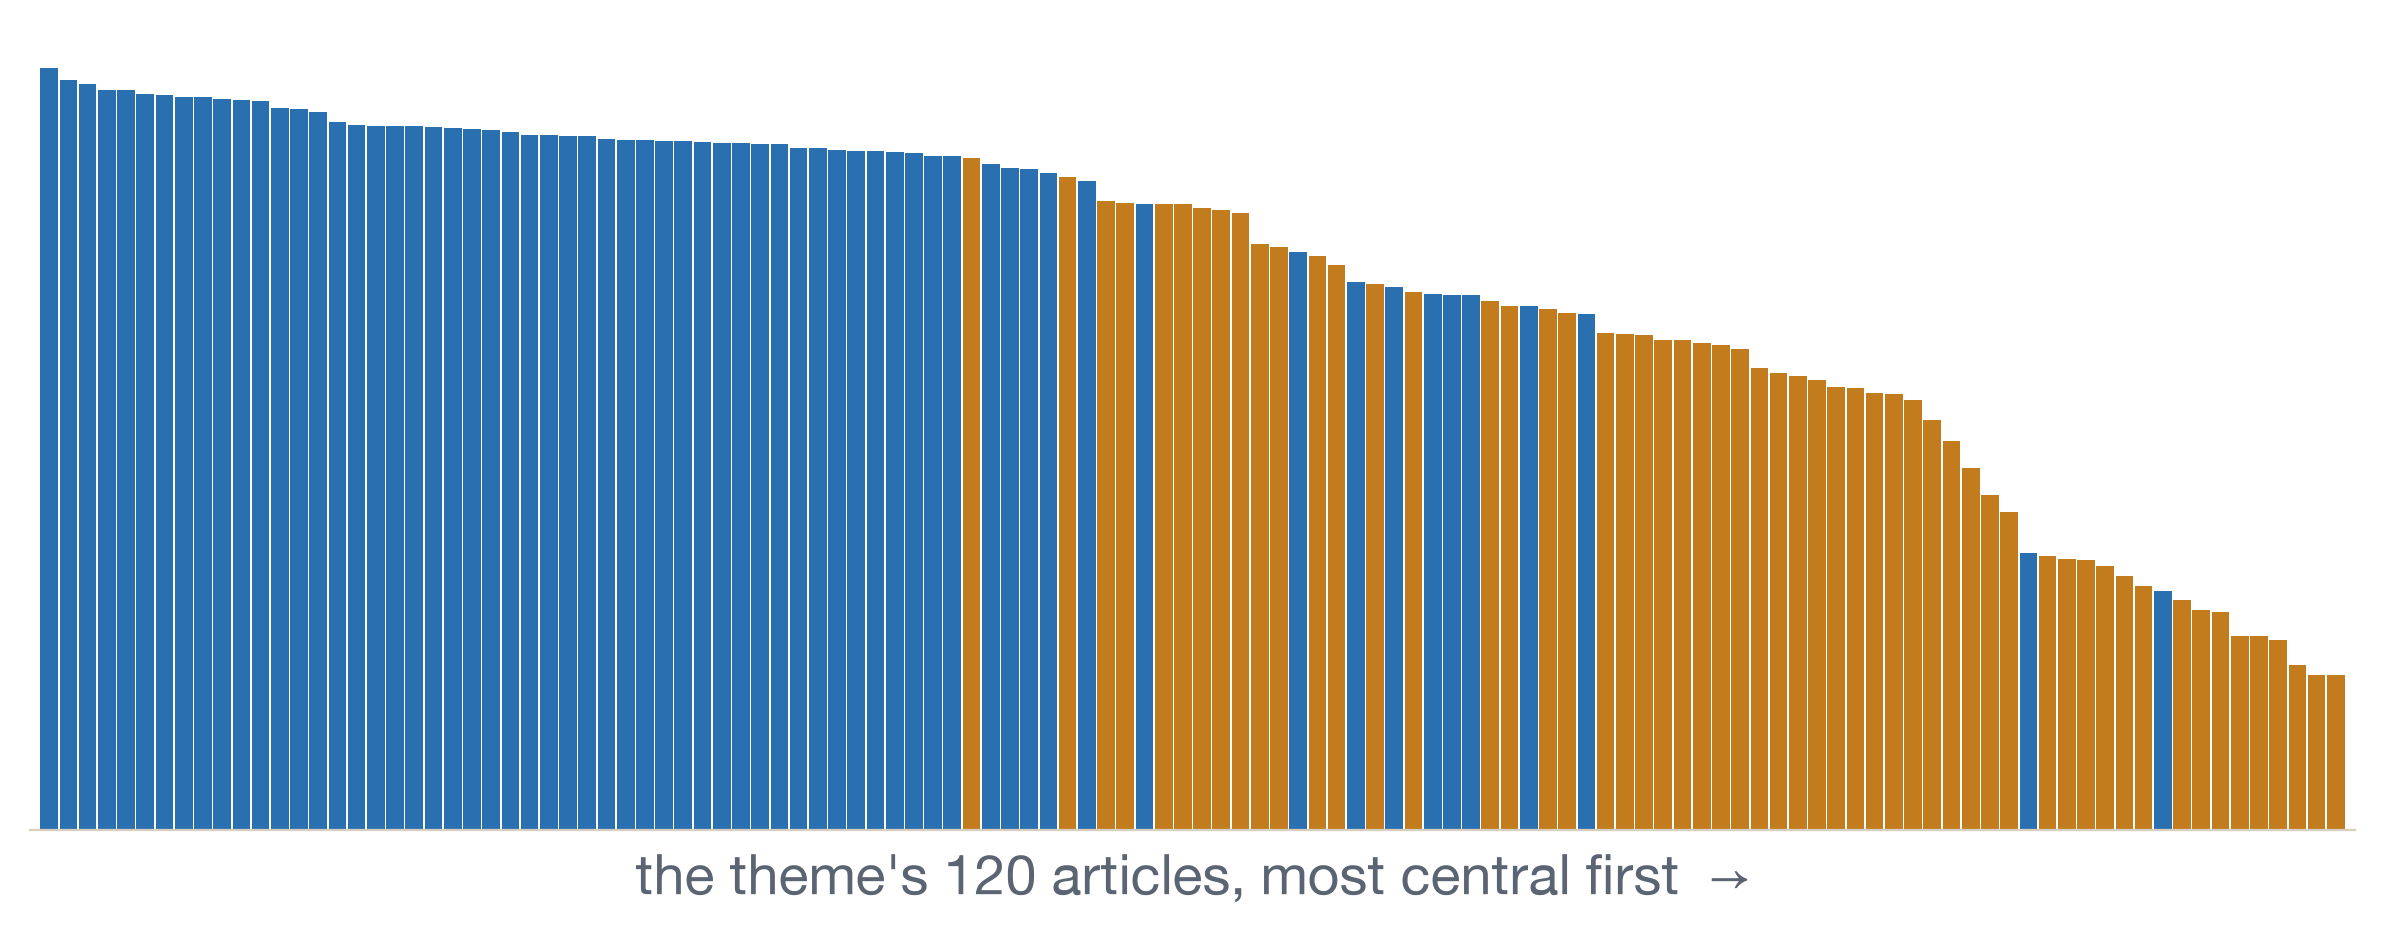 the theme's 120 articles, most central first →